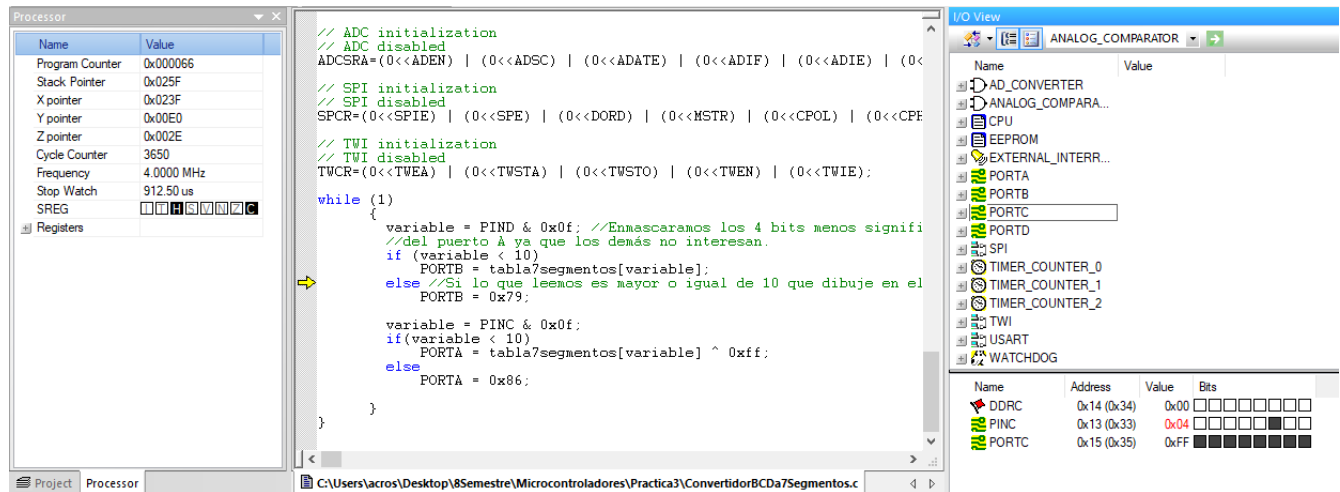 Processor
Name Value
Program Counter 0x000066
Stack Pointer 0x025F
X pointer 0x023F
Y pointer 0x00E0
Z pointer 0x002E
Cycle Counter 3650
Frequency 4.0000 MHz
Stop Watch 912.50 us
SREG I T H S V N Z C
Registers
Project Processor
// ADC initialization
// ADC disabled
ADCSRA=(0<<ADEN) | (0<<ADSC) | (0<<ADATE) | (0<<ADIF) | (0<<ADIE) | (0<
// SPI initialization
// SPI disabled
SPCR=(0<<SPIE) | (0<<SPE) | (0<<DORD) | (0<<MSTR) | (0<<CPOL) | (0<<CPH
// TWI initialization
// TWI disabled
TWCR=(0<<TWEA) | (0<<TWSTA) | (0<<TWSTO) | (0<<TWEN) | (0<<TWIE);
while (1)
{
variable = PIND & 0x0f; //Enmascaramos los 4 bits menos signifi
//del puerto A ya que los demás no interesan.
if (variable < 10)
PORTB = tabla7segmentos[variable];
else //Si lo que leemos es mayor o igual de 10 que dibuje en el
PORTB = 0x79;
variable = PINC & 0x0f;
if(variable < 10)
PORTA = tabla7segmentos[variable] ^ 0xff;
else
PORTA = 0x86;
}
}
C:\Users\acros\Desktop\8Semestre\Microcontroladores\Practica3\ConvertidorBCDa7Segmentos.c
I/O View
ANALOG_COMPARATOR
Name Value
AD_CONVERTER
ANALOG_COMPARA...
CPU
EEPROM
EXTERNAL_INTERR...
PORTA
PORTB
PORTC
PORTD
SPI
TIMER_COUNTER_0
TIMER_COUNTER_1
TIMER_COUNTER_2
TWI
USART
WATCHDOG
Name Address Value Bits
DDRC 0x14 (0x34) 0x00
PINC 0x13 (0x33) 0x04
PORTC 0x15 (0x35) 0xFF